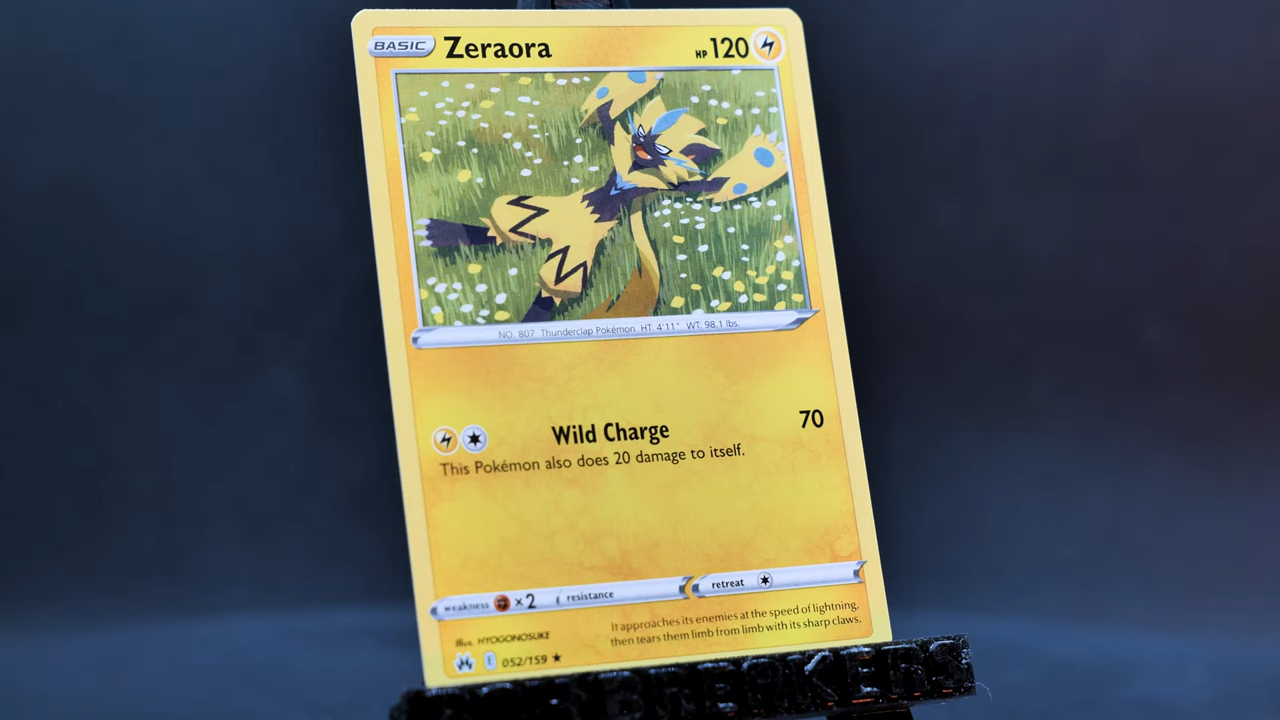 BASIC Zeraora HP 120
NO. 807 Thunderclap Pokémon HT: 4'11" WT: 98.1 lbs.
Wild Charge 70
This Pokémon also does 20 damage to itself.
weakness ×2 resistance retreat
It approaches its enemies at the speed of lightning,
then tears them limb from limb with its sharp claws.
Illus. HYOGONOSUKE
E 052/159